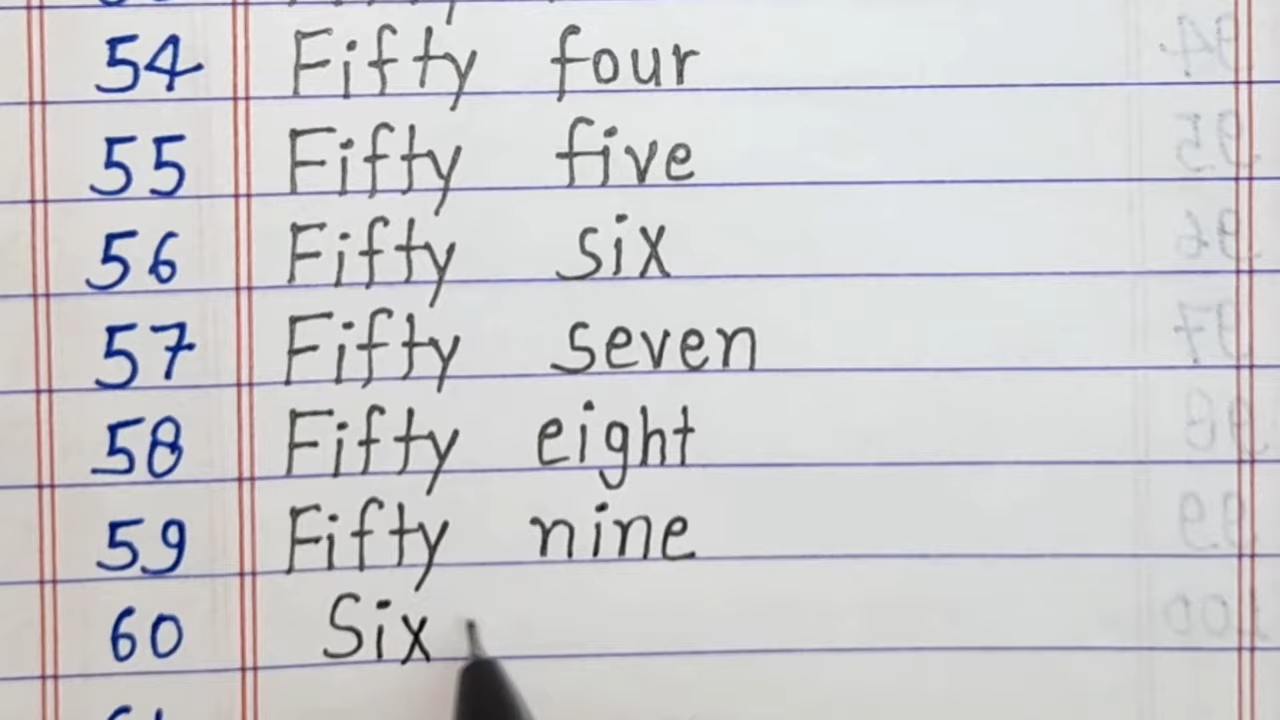 54 Fifty four
55 Fifty five
56 Fifty six
57 Fifty seven
58 Fifty eight
59 Fifty nine
60 Six